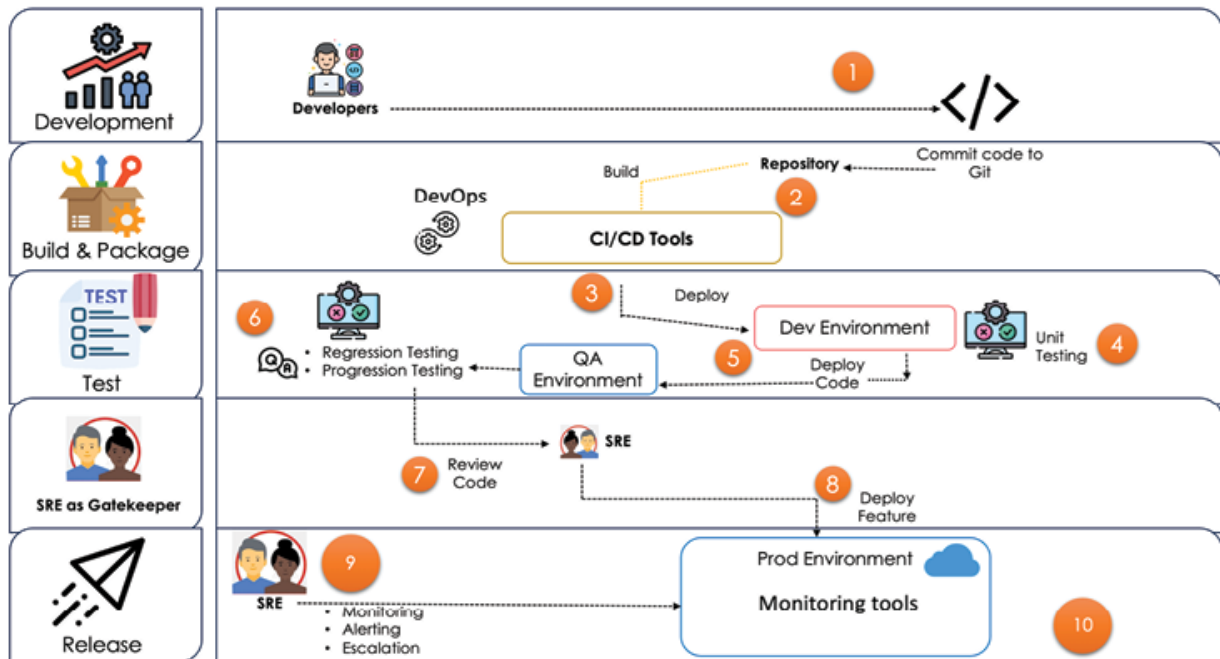 Development
Developers
1
</>
Build & Package
DevOps
Build
Repository
2
Commit code to
Git
CI/CD Tools
Test
TEST
6
Regression Testing
Progression Testing
Q
A
3
Deploy
Dev Environment
Unit
Testing
4
5
QA
Environment
Deploy
Code
SRE as Gatekeeper
7
Review
Code
SRE
8
Deploy
Feature
Release
SRE
9
Monitoring
Alerting
Escalation
Prod Environment
Monitoring tools
10